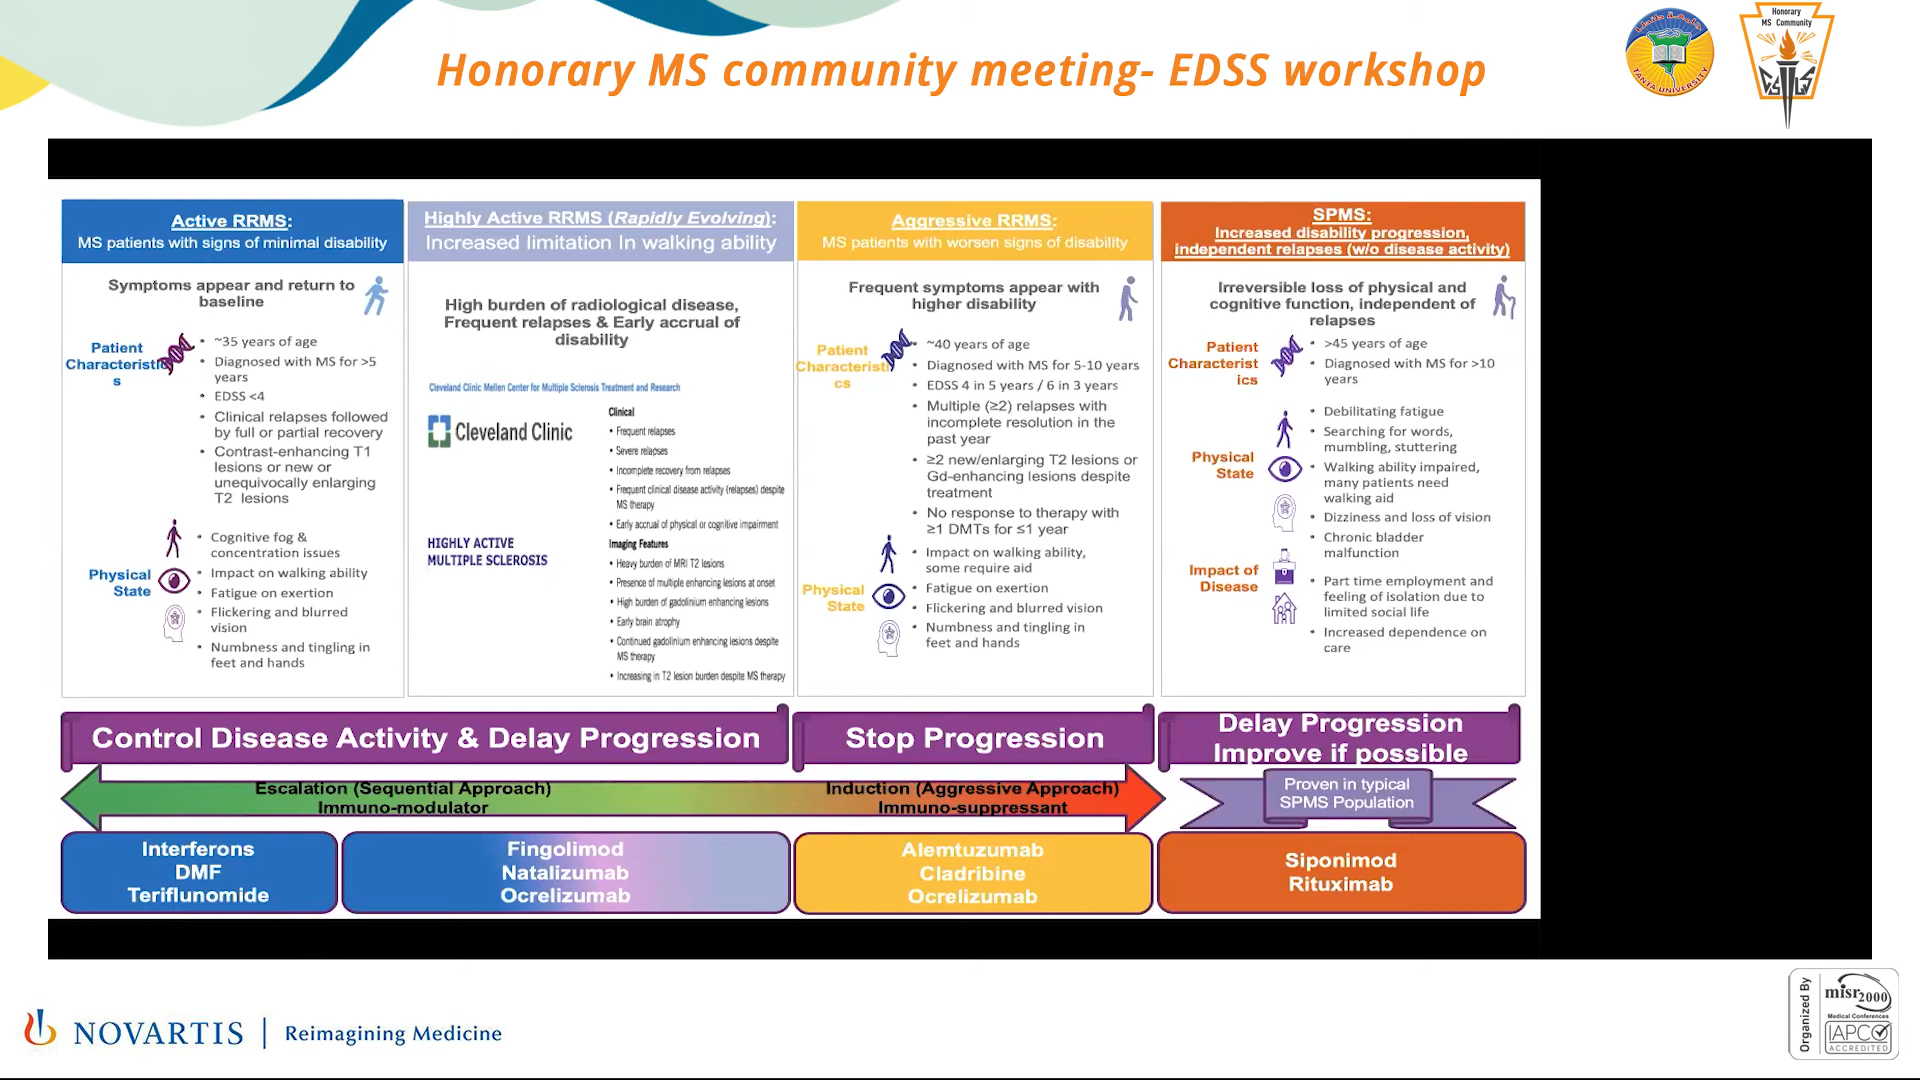 Honorary MS community meeting- EDSS workshop
Honorary
MS Community
TANTA UNIVERSITY
Active RRMS:
MS patients with signs of minimal disability
Symptoms appear and return to
baseline
Patient
Characteristic
s
• ~35 years of age
• Diagnosed with MS for >5
years
• EDSS <4
• Clinical relapses followed
by full or partial recovery
• Contrast-enhancing T1
lesions or new or
unequivocally enlarging
T2 lesions
Physical
State
• Cognitive fog &
concentration issues
• Impact on walking ability
• Fatigue on exertion
• Flickering and blurred
vision
• Numbness and tingling in
feet and hands
Highly Active RRMS (Rapidly Evolving):
Increased limitation In walking ability
High burden of radiological disease,
Frequent relapses & Early accrual of
disability
Cleveland Clinic Mellen Center for Multiple Sclerosis Treatment and Research
Cleveland Clinic
HIGHLY ACTIVE
MULTIPLE SCLEROSIS
Clinical
• Frequent relapses
• Severe relapses
• Incomplete recovery from relapses
• Frequent clinical disease activity (relapses) despite
MS therapy
• Early accrual of physical or cognitive impairment
Imaging Features
• Heavy burden of MRI T2 lesions
• Presence of multiple enhancing lesions at onset
• High burden of gadolinium enhancing lesions
• Early brain atrophy
• Continued gadolinium enhancing lesions despite
MS therapy
• Increasing in T2 lesion burden despite MS therapy
Aggressive RRMS:
MS patients with worsen signs of disability
Frequent symptoms appear with
higher disability
Patient
Characteristi
cs
• ~40 years of age
• Diagnosed with MS for 5-10 years
• EDSS 4 in 5 years / 6 in 3 years
• Multiple (≥2) relapses with
incomplete resolution in the
past year
• ≥2 new/enlarging T2 lesions or
Gd-enhancing lesions despite
treatment
• No response to therapy with
≥1 DMTs for ≤1 year
Physical
State
• Impact on walking ability,
some require aid
• Fatigue on exertion
• Flickering and blurred vision
• Numbness and tingling in
feet and hands
SPMS:
Increased disability progression,
independent relapses (w/o disease activity)
Irreversible loss of physical and
cognitive function, independent of
relapses
Patient
Characterist
ics
• >45 years of age
• Diagnosed with MS for >10
years
Physical
State
• Debilitating fatigue
• Searching for words,
mumbling, stuttering
• Walking ability impaired,
many patients need
walking aid
• Dizziness and loss of vision
• Chronic bladder
malfunction
Impact of
Disease
• Part time employment and
feeling of isolation due to
limited social life
• Increased dependence on
care
Control Disease Activity & Delay Progression
Stop Progression
Delay Progression
Improve if possible
Escalation (Sequential Approach)
Immuno-modulator
Induction (Aggressive Approach)
Immuno-suppressant
Proven in typical
SPMS Population
Interferons
DMF
Teriflunomide
Fingolimod
Natalizumab
Ocrelizumab
Alemtuzumab
Cladribine
Ocrelizumab
Siponimod
Rituximab
NOVARTIS | Reimagining Medicine
Organized By
misr2000
Medical Conferences
IAPCO
ACCREDITED